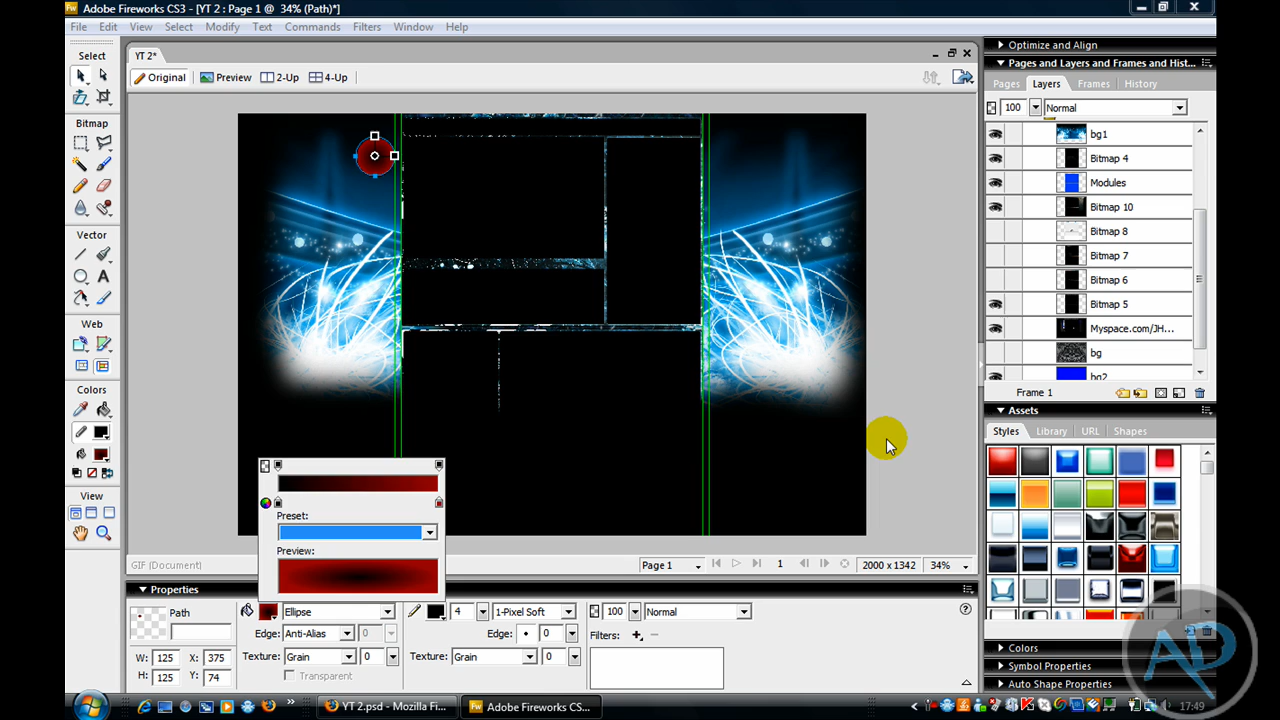 Fw Adobe Fireworks CS3 - [YT 2 : Page 1 @ 34% (Path)*]
File Edit View Select Modify Text Commands Filters Window Help
Select
YT 2*
Original Preview 2-Up 4-Up
Bitmap
Vector
A
Web
Colors
View
Optimize and Align
Pages and Layers and Frames and Hist...
Pages Layers Frames History
100 Normal
bg1
Bitmap 4
Modules
Bitmap 10
Bitmap 8
Bitmap 7
Bitmap 6
Bitmap 5
Myspace.com/JH...
bg
bg2
Frame 1
Assets
Styles Library URL Shapes
Colors
Symbol Properties
Auto Shape Properties
Preset:
Preview:
GIF (Document) Page 1 1 2000 x 1342 34%
Properties
Path Ellipse 4 1-Pixel Soft 100 Normal
Edge: Anti-Alias 0 Edge: 0 Filters:
W: 125 X: 375 Texture: Grain 0 Texture: Grain 0
H: 125 Y: 74 Transparent
YT 2.psd - Mozilla Fi... Fw Adobe Fireworks CS... 17:49
AD